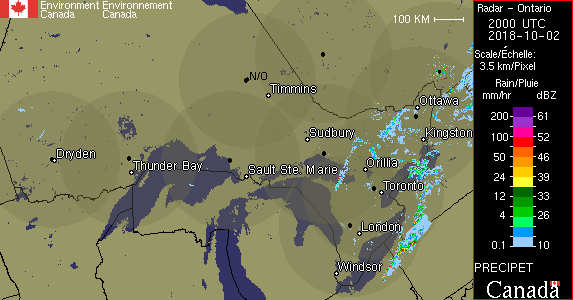 Environment Environnement
Canada Canada
100 KM
N/O
Timmins
Ottawa
Sudbury
Kingston
Dryden
Thunder Bay
Sault Ste. Marie
Orillia
Toronto
London
Windsor
Radar - Ontario
2000 UTC
2018-10-02
Scale/Échelle:
3.5 km/Pixel
Rain/Pluie
mm/hr dBZ
200 61
100 52
50 46
24 39
12 33
4 26
0.1 10
PRECIPET
Canada